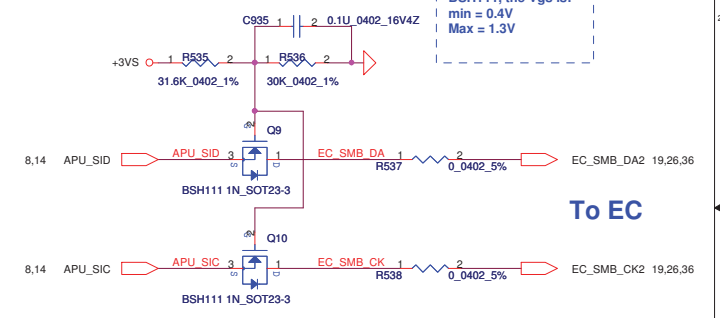 BSH111, the Vgs is:
min = 0.4V
Max = 1.3V
C935 1 2 0.1U_0402_16V4Z
+3VS 1 R535 2 1 R536 2
31.6K_0402_1% 30K_0402_1%
2
G
Q9
8,14 APU_SID APU_SID 3 1 EC_SMB_DA 1 2 EC_SMB_DA2 19,26,36
S D R537 0_0402_5%
BSH111 1N_SOT23-3
To EC
2
G
Q10
8,14 APU_SIC APU_SIC 3 1 EC_SMB_CK 1 2 EC_SMB_CK2 19,26,36
S D R538 0_0402_5%
BSH111 1N_SOT23-3